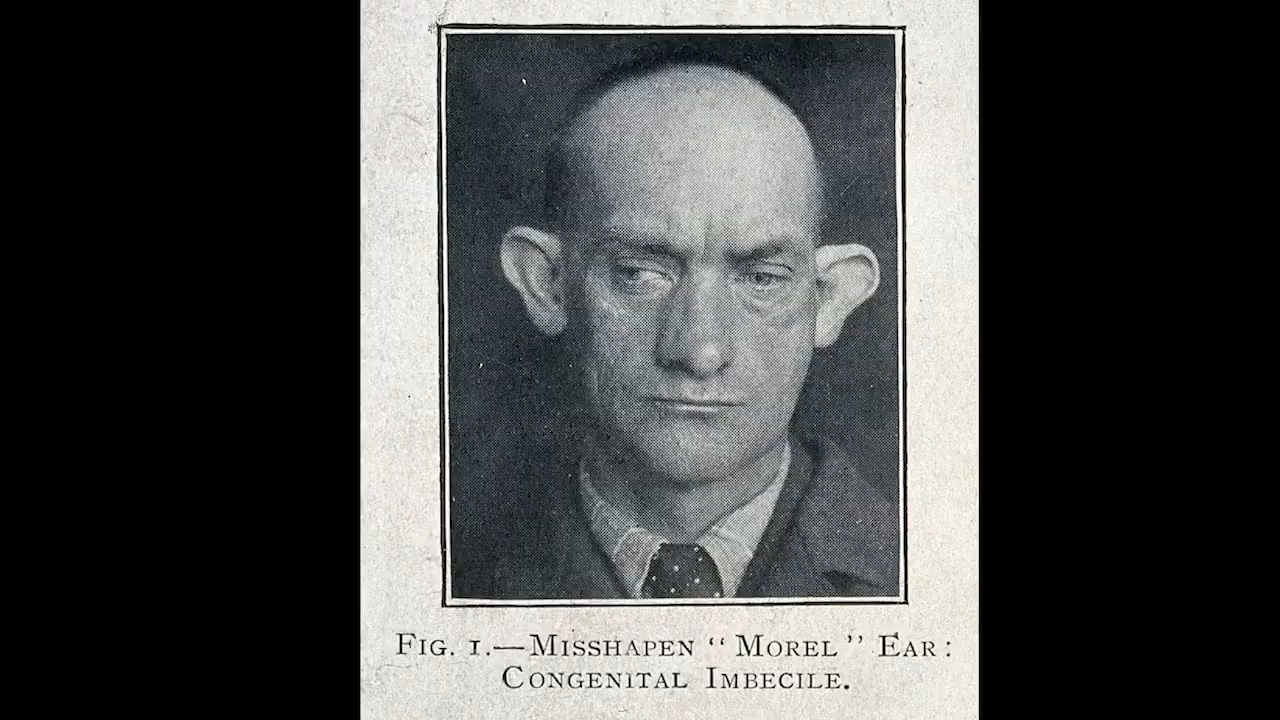 Fig. 1.—Misshapen “Morel” Ear:
Congenital Imbecile.